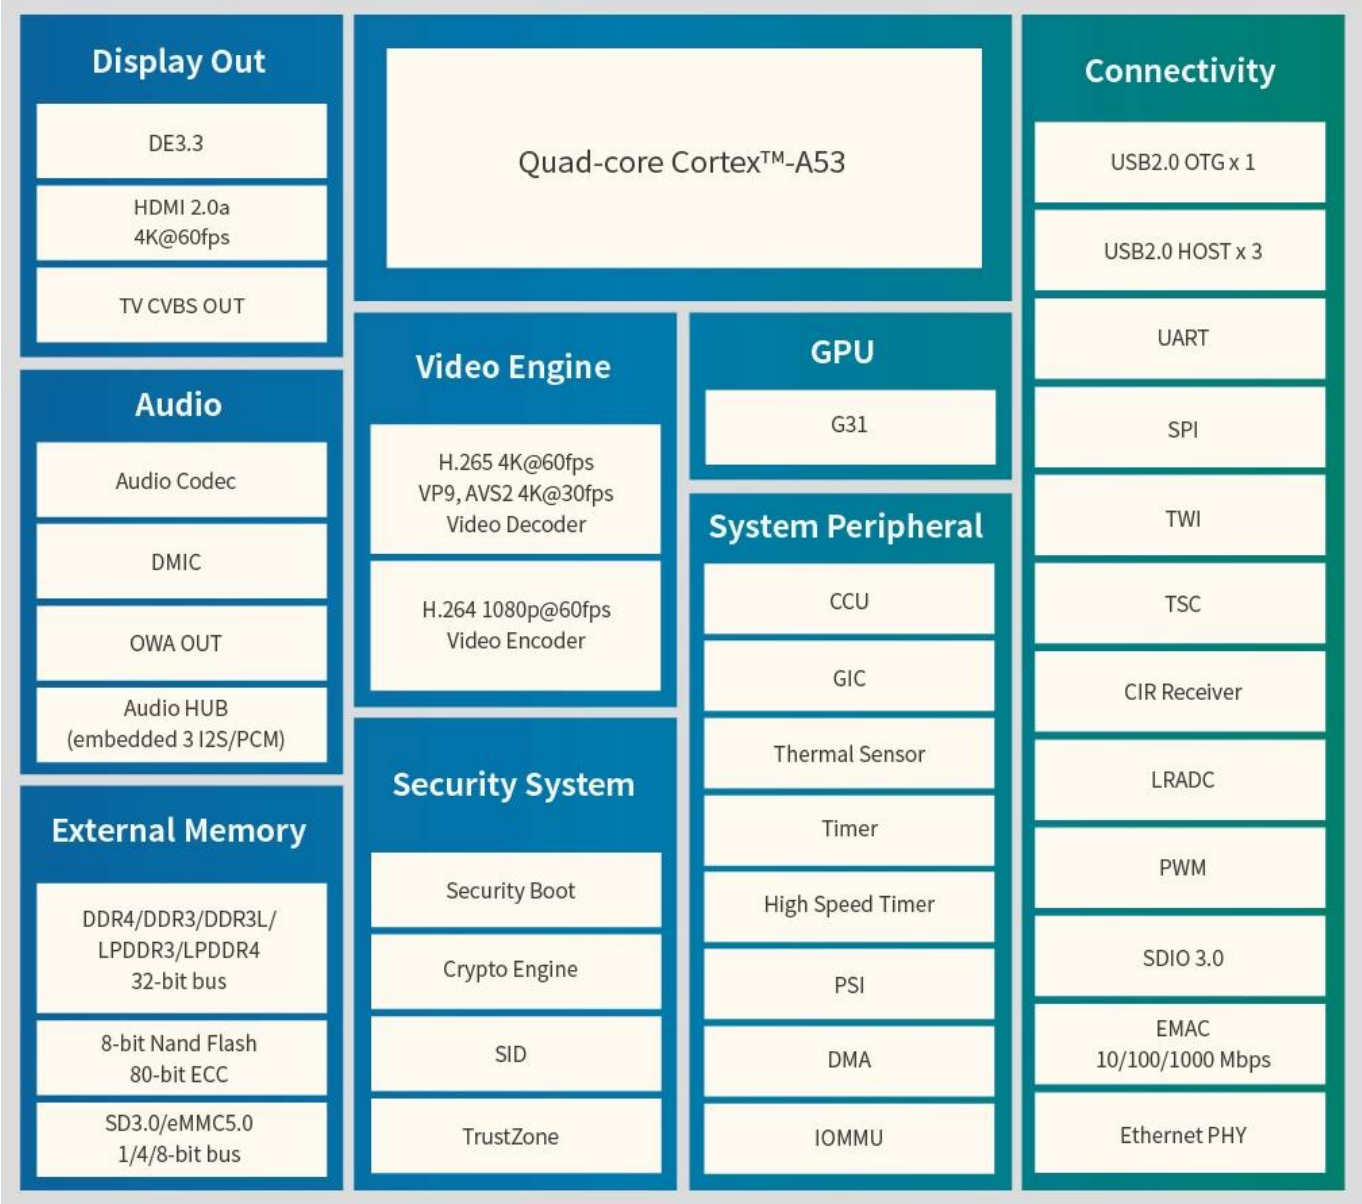 Display Out
DE3.3
HDMI 2.0a
4K@60fps
TV CVBS OUT
Audio
Audio Codec
DMIC
OWA OUT
Audio HUB
(embedded 3 I2S/PCM)
External Memory
DDR4/DDR3/DDR3L/
LPDDR3/LPDDR4
32-bit bus
8-bit Nand Flash
80-bit ECC
SD3.0/eMMC5.0
1/4/8-bit bus
Quad-core Cortex™-A53
Video Engine
H.265 4K@60fps
VP9, AVS2 4K@30fps
Video Decoder
H.264 1080p@60fps
Video Encoder
Security System
Security Boot
Crypto Engine
SID
TrustZone
GPU
G31
System Peripheral
CCU
GIC
Thermal Sensor
Timer
High Speed Timer
PSI
DMA
IOMMU
Connectivity
USB2.0 OTG x 1
USB2.0 HOST x 3
UART
SPI
TWI
TSC
CIR Receiver
LRADC
PWM
SDIO 3.0
EMAC
10/100/1000 Mbps
Ethernet PHY